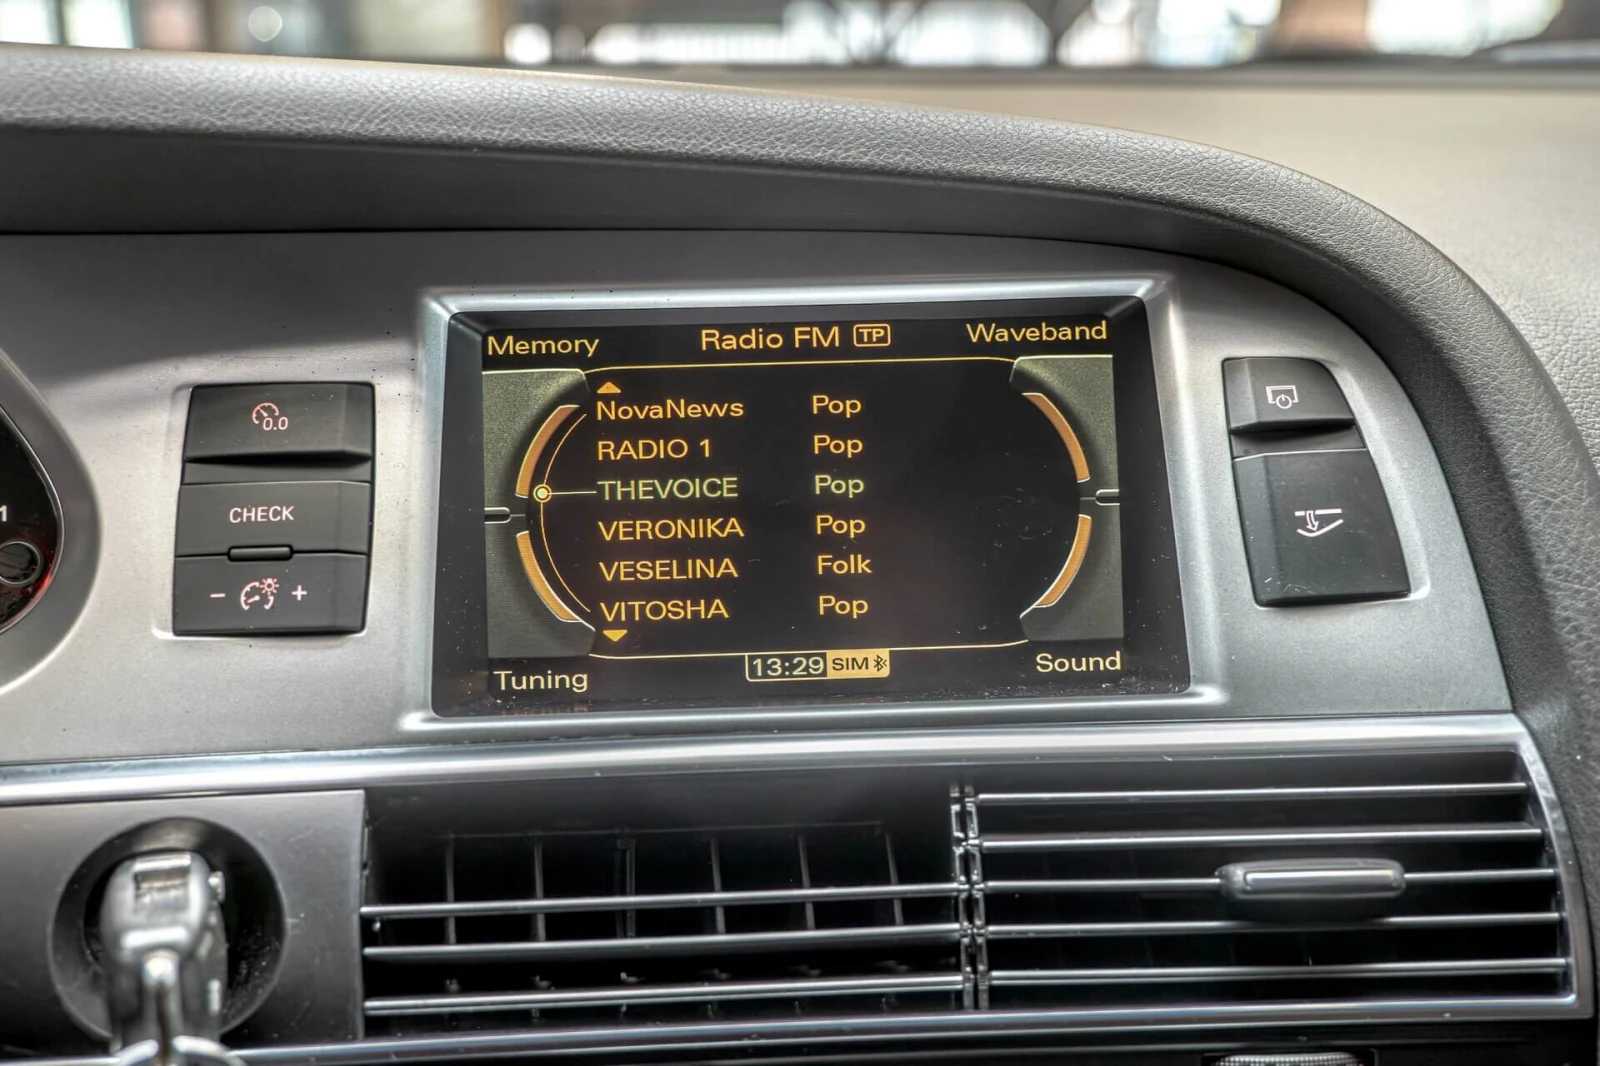 Memory Radio FM TP Waveband
NovaNews Pop
RADIO 1 Pop
THEVOICE Pop
VERONIKA Pop
VESELINA Folk
VITOSHA Pop
Tuning 13:29 SIM Sound
0.0
CHECK
- +
1